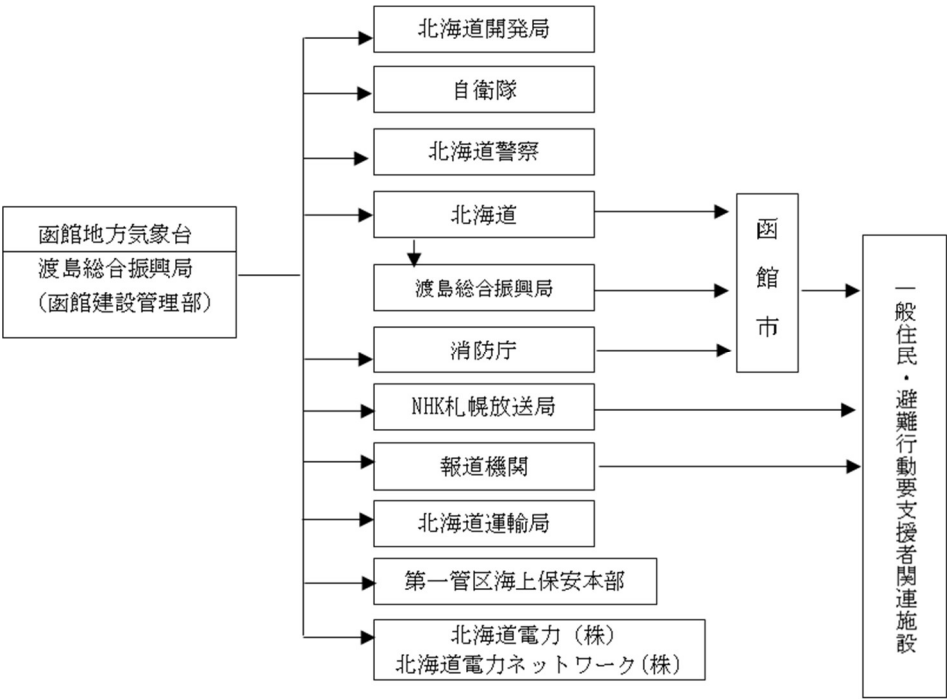 函館地方気象台
渡島総合振興局
(函館建設管理部)
北海道開発局
自衛隊
北海道警察
北海道
渡島総合振興局
消防庁
NHK札幌放送局
報道機関
北海道運輸局
第一管区海上保安本部
北海道電力（株）
北海道電力ネットワーク(株)
函館市
一般住民・避難行動要支援者関連施設